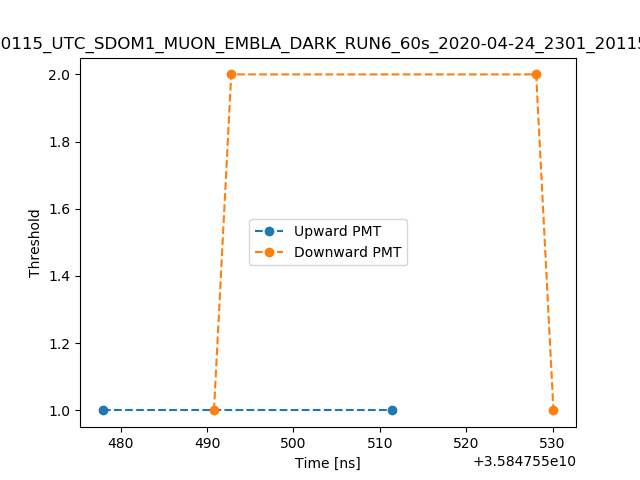 0115_UTC_SDOM1_MUON_EMBLA_DARK_RUN6_60s_2020-04-24_2301_20115
2.0
1.8
1.6
1.4
1.2
1.0
Threshold
Upward PMT
Downward PMT
480 490 500 510 520 530
Time [ns]
+3.584755e10